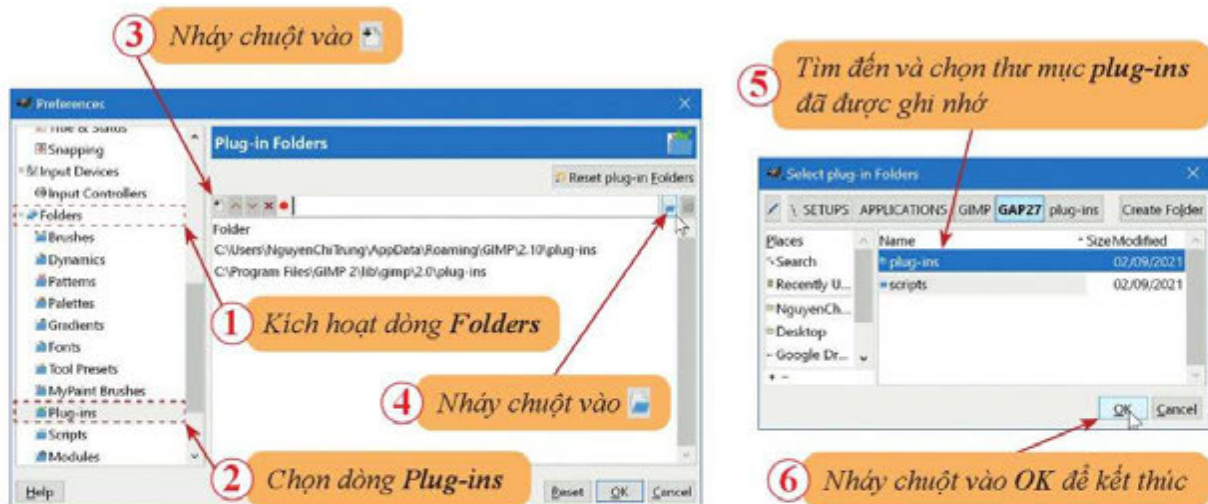 3 Nháy chuột vào
Preferences
Title & Status
Snapping
Input Devices
Input Controllers
Folders
Brushes
Dynamics
Patterns
Palettes
Gradients
Fonts
Tool Presets
MyPaint Brushes
Plug-ins
Scripts
Modules
Help
Plug-in Folders
Reset plug-in Folders
Folder
C:\Users\NguyenChiTrung\AppData\Roaming\GIMP\2.10\plug-ins
C:\Program Files\GIMP 2\lib\gimp\2.0\plug-ins
1 Kích hoạt dòng Folders
4 Nháy chuột vào
2 Chọn dòng Plug-ins
Reset OK Cancel
5 Tìm đến và chọn thư mục plug-ins
đã được ghi nhớ
Select plug-in Folders
SETUPS APPLICATIONS GIMP GAP27 plug-ins Create Folder
Places Name Size Modified
Search plug-ins 02/09/2021
Recently U... scripts 02/09/2021
NguyenCh...
Desktop
Google Dr...
+ -
OK Cancel
6 Nháy chuột vào OK để kết thúc